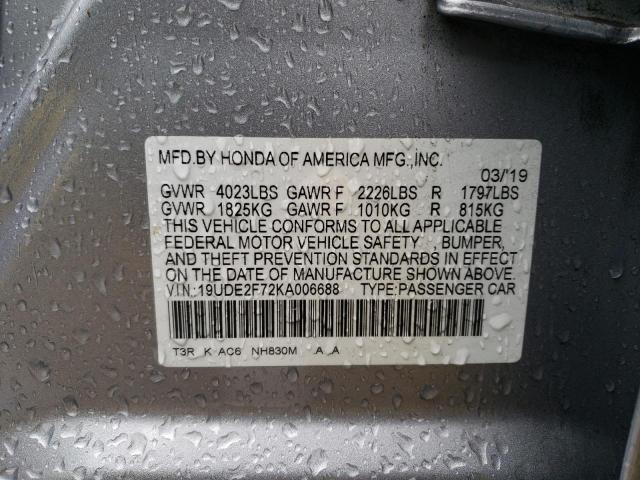 MFD.BY HONDA OF AMERICA MFG.,INC.
03/'19
GVWR 4023LBS GAWR F 2226LBS R 1797LBS
GVWR 1825KG GAWR F 1010KG R 815KG
THIS VEHICLE CONFORMS TO ALL APPLICABLE
FEDERAL MOTOR VEHICLE SAFETY , BUMPER,
AND THEFT PREVENTION STANDARDS IN EFFECT
ON THE DATE OF MANUFACTURE SHOWN ABOVE.
V.I.N.:19UDE2F72KA006688 TYPE:PASSENGER CAR
T3R K AC6 NH830M A A